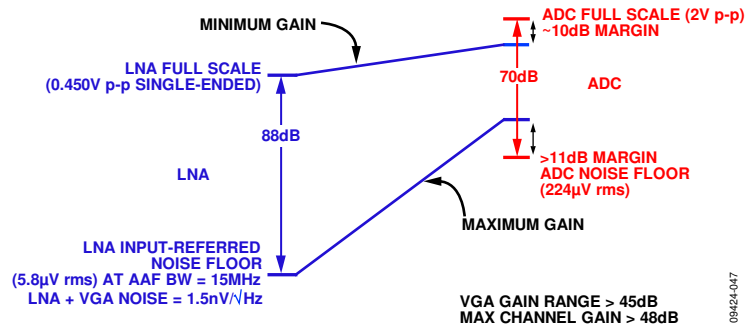 MINIMUM GAIN
ADC FULL SCALE (2V p-p)
~10dB MARGIN
LNA FULL SCALE
(0.450V p-p SINGLE-ENDED)
70dB
ADC
88dB
LNA
>11dB MARGIN
ADC NOISE FLOOR
(224µV rms)
MAXIMUM GAIN
LNA INPUT-REFERRED
NOISE FLOOR
(5.8µV rms) AT AAF BW = 15MHz
LNA + VGA NOISE = 1.5nV/√Hz
VGA GAIN RANGE > 45dB
MAX CHANNEL GAIN > 48dB
09424-047